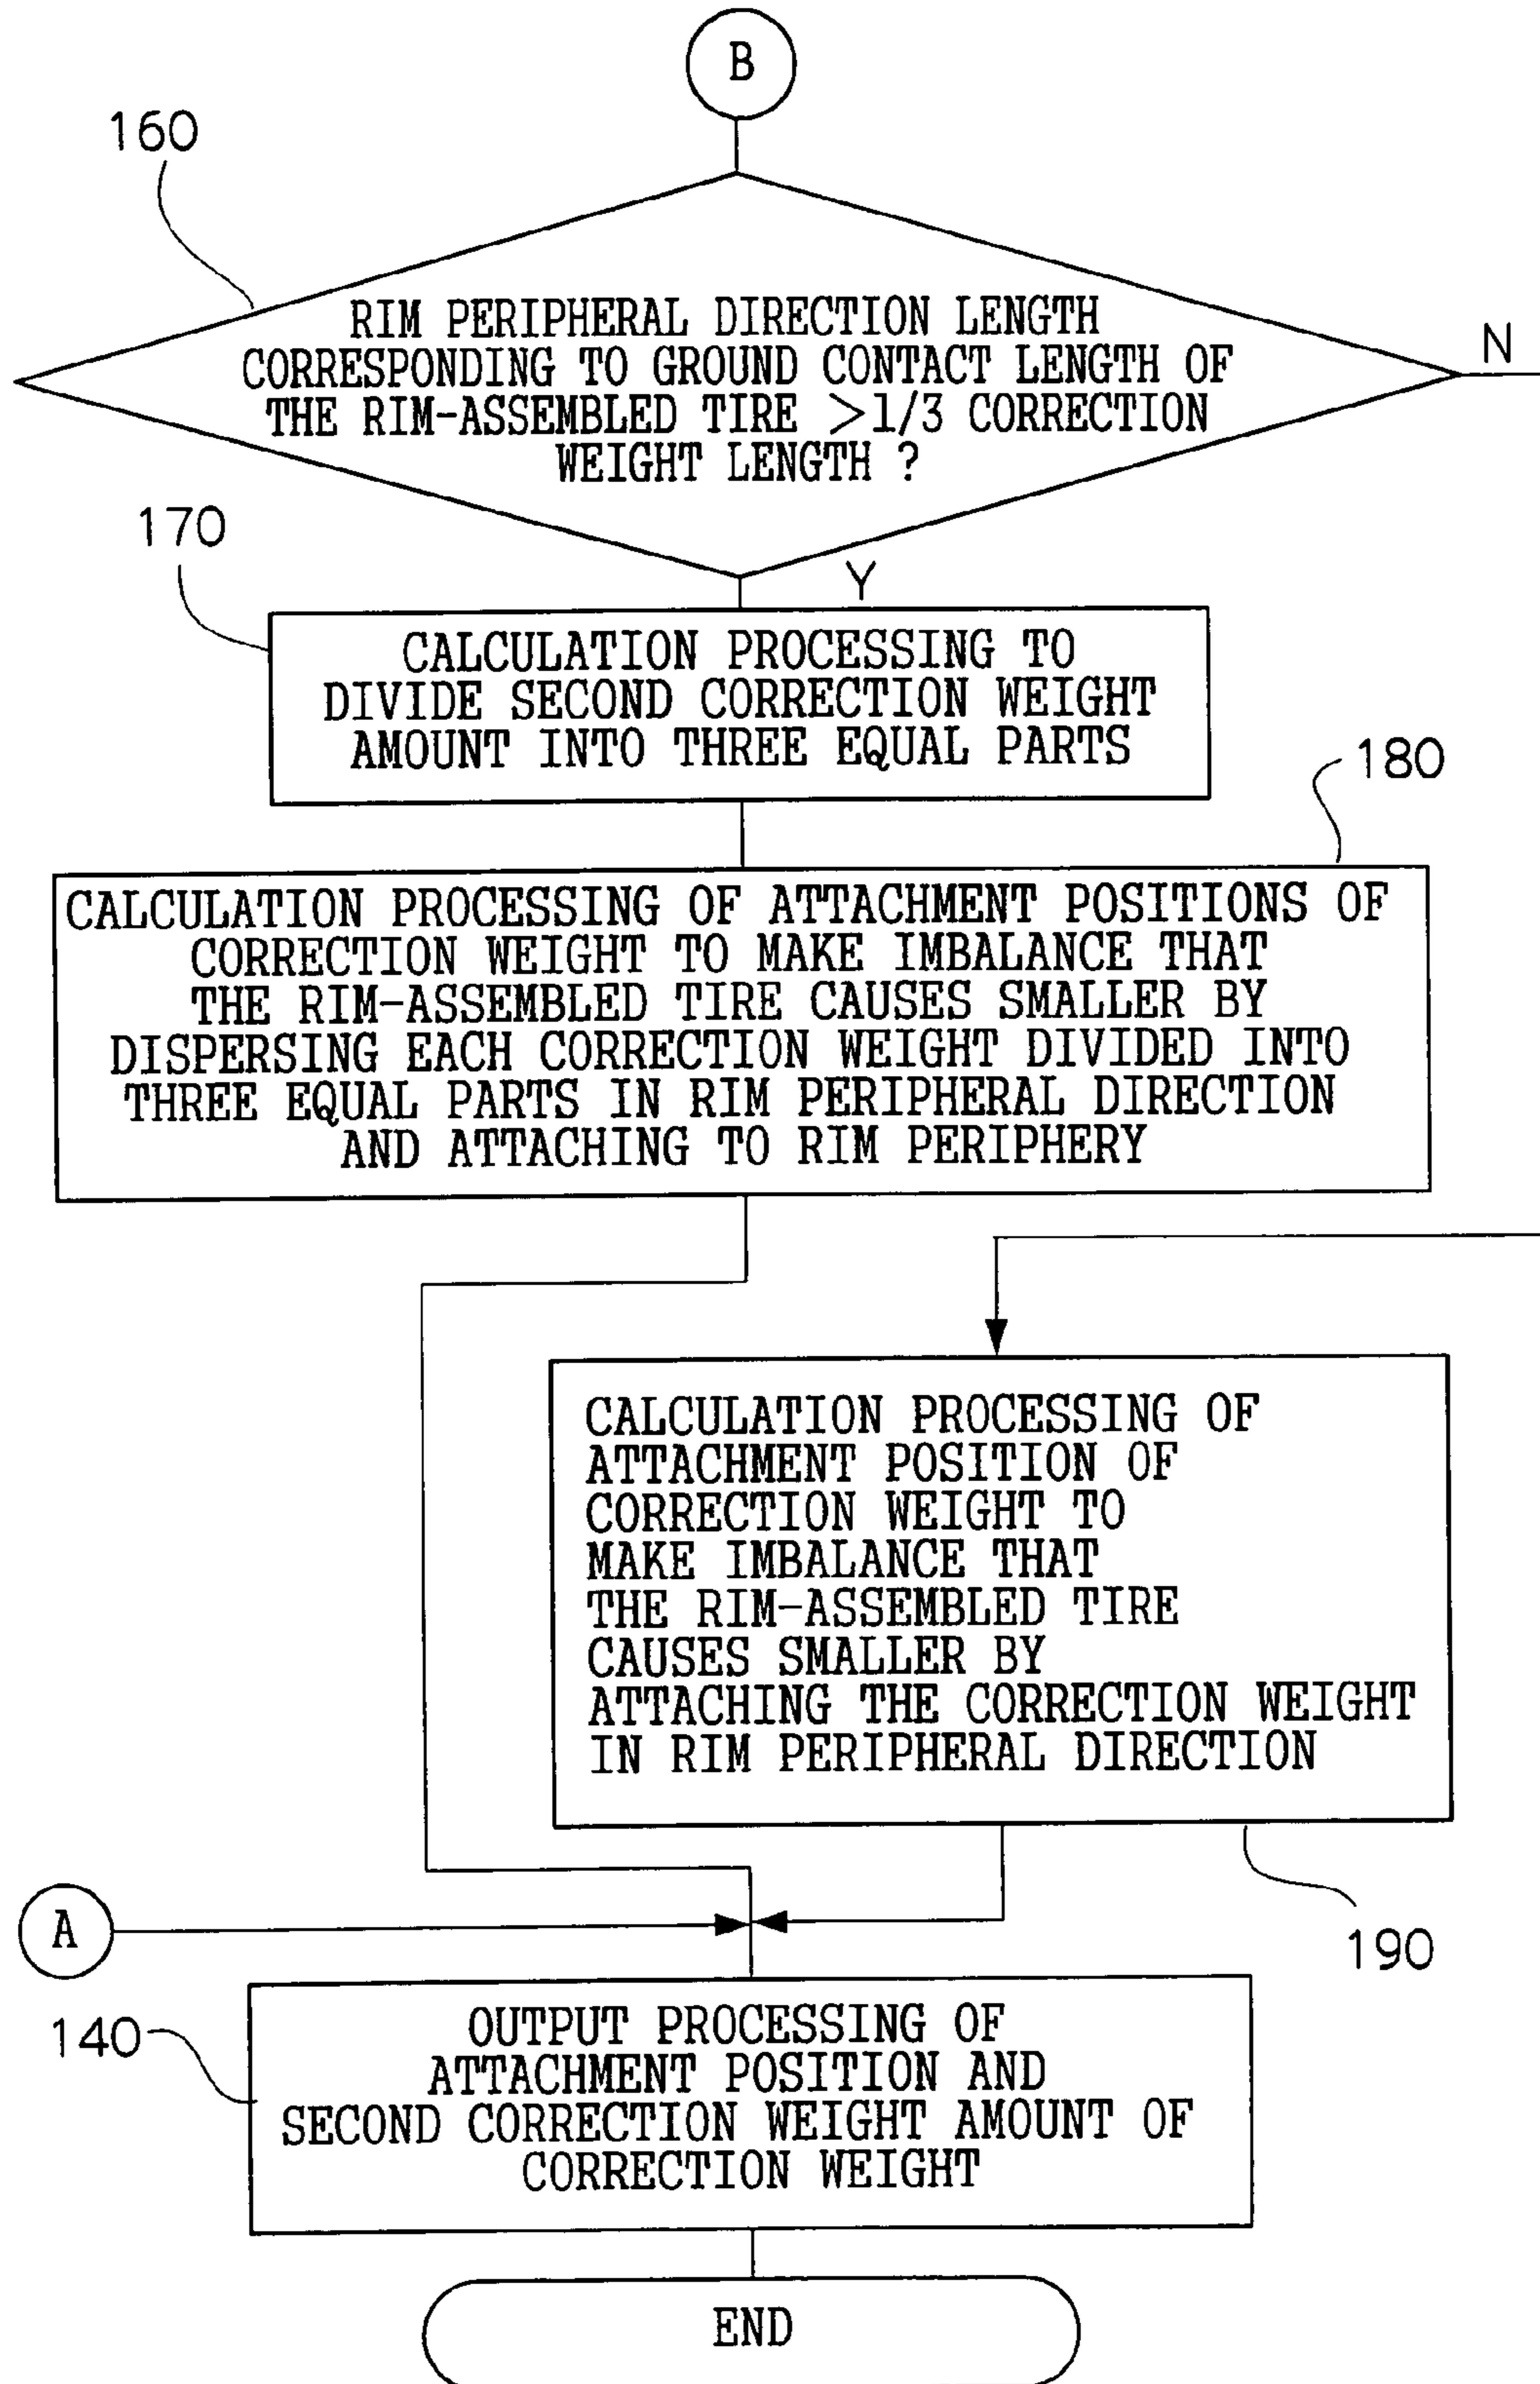 B
160
RIM PERIPHERAL DIRECTION LENGTH
CORRESPONDING TO GROUND CONTACT LENGTH OF
THE RIM-ASSEMBLED TIRE >1/3 CORRECTION
WEIGHT LENGTH ?
N
170
Y
CALCULATION PROCESSING TO
DIVIDE SECOND CORRECTION WEIGHT
AMOUNT INTO THREE EQUAL PARTS
180
CALCULATION PROCESSING OF ATTACHMENT POSITIONS OF
CORRECTION WEIGHT TO MAKE IMBALANCE THAT
THE RIM-ASSEMBLED TIRE CAUSES SMALLER BY
DISPERSING EACH CORRECTION WEIGHT DIVIDED INTO
THREE EQUAL PARTS IN RIM PERIPHERAL DIRECTION
AND ATTACHING TO RIM PERIPHERY
CALCULATION PROCESSING OF
ATTACHMENT POSITION OF
CORRECTION WEIGHT TO
MAKE IMBALANCE THAT
THE RIM-ASSEMBLED TIRE
CAUSES SMALLER BY
ATTACHING THE CORRECTION WEIGHT
IN RIM PERIPHERAL DIRECTION
A
190
140
OUTPUT PROCESSING OF
ATTACHMENT POSITION AND
SECOND CORRECTION WEIGHT AMOUNT OF
CORRECTION WEIGHT
END